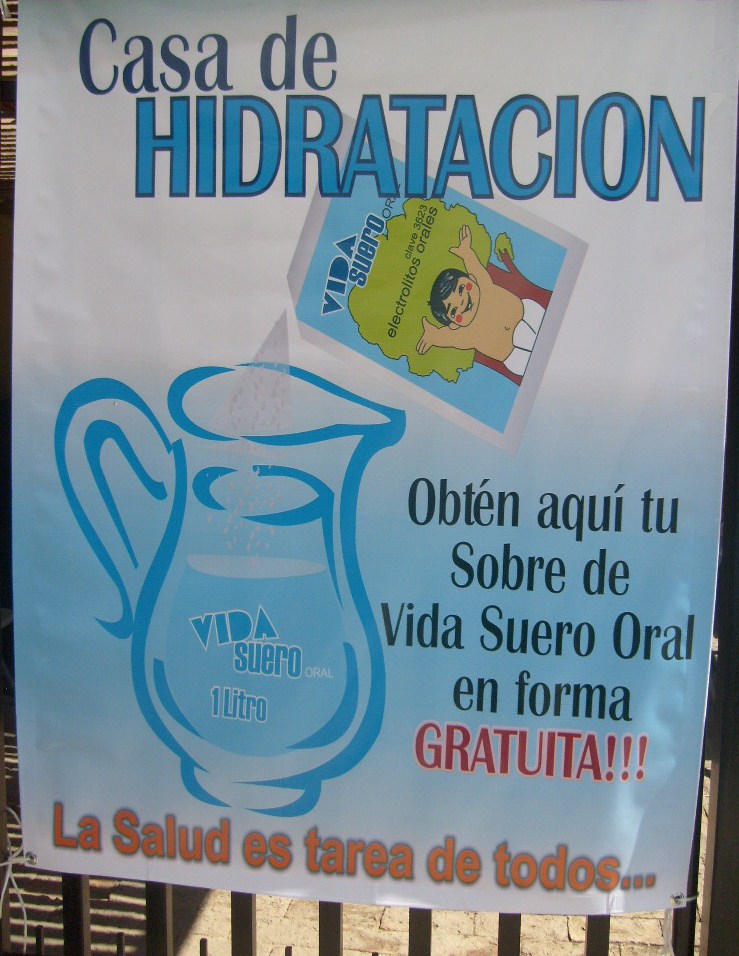 Casa de
HIDRATACION
VIDA
suero ORAL
clave 3523
electrolitos orales
Obtén aquí tu
Sobre de
Vida Suero Oral
en forma
GRATUITA!!!
VIDA
suero ORAL
1 Litro
La Salud es tarea de todos...